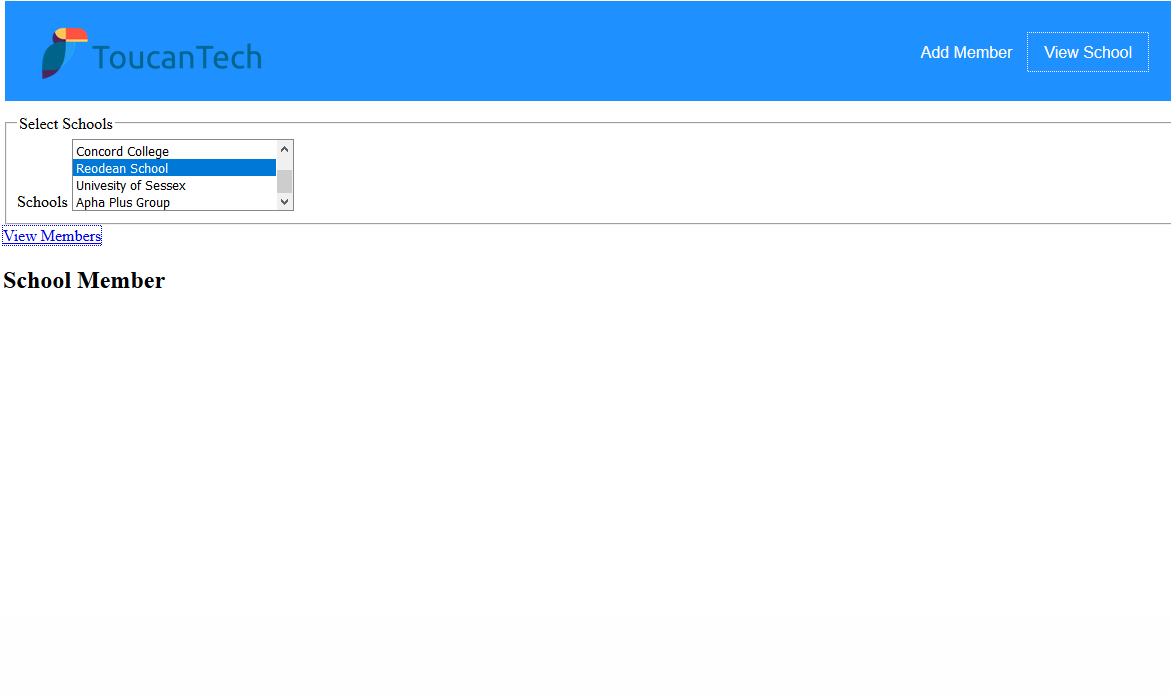 ToucanTech
Add Member
View School
Select Schools
Concord College
Reodean School
Univesity of Sessex
Schools
Apha Plus Group
View Members
School Member